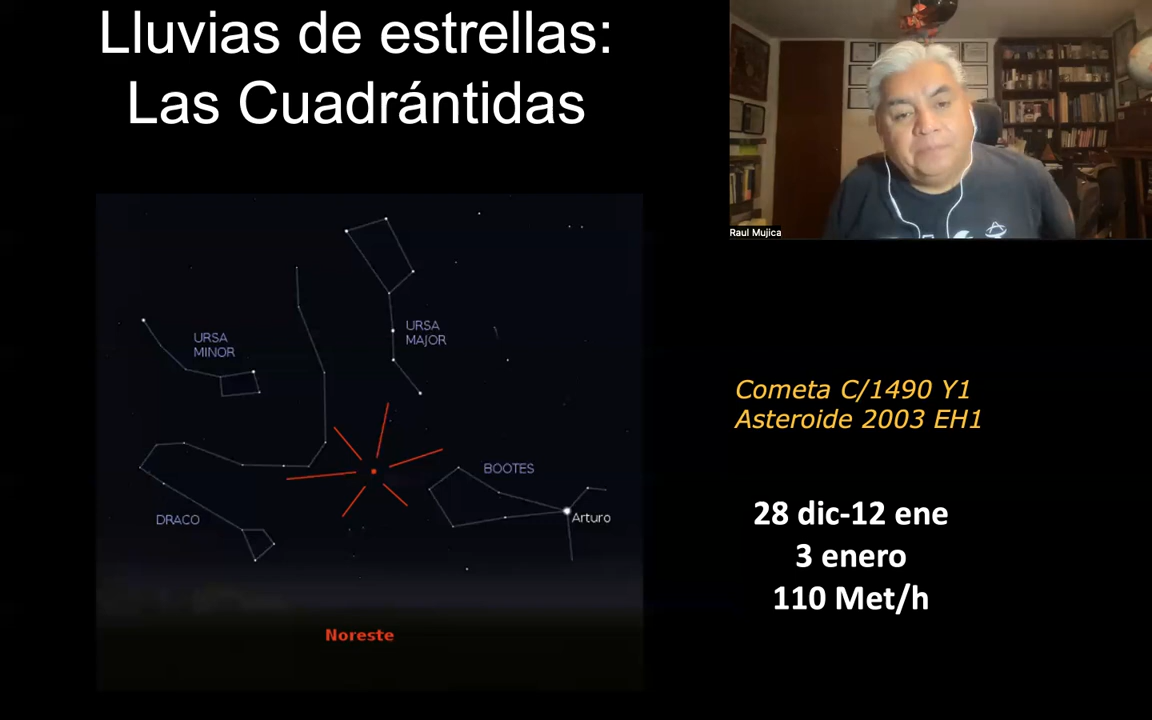 Lluvias de estrellas:
Las Cuadrántidas
Raul Mujica
URSA
MINOR
URSA
MAJOR
BOOTES
Arturo
DRACO
Noreste
Cometa C/1490 Y1
Asteroide 2003 EH1
28 dic-12 ene
3 enero
110 Met/h